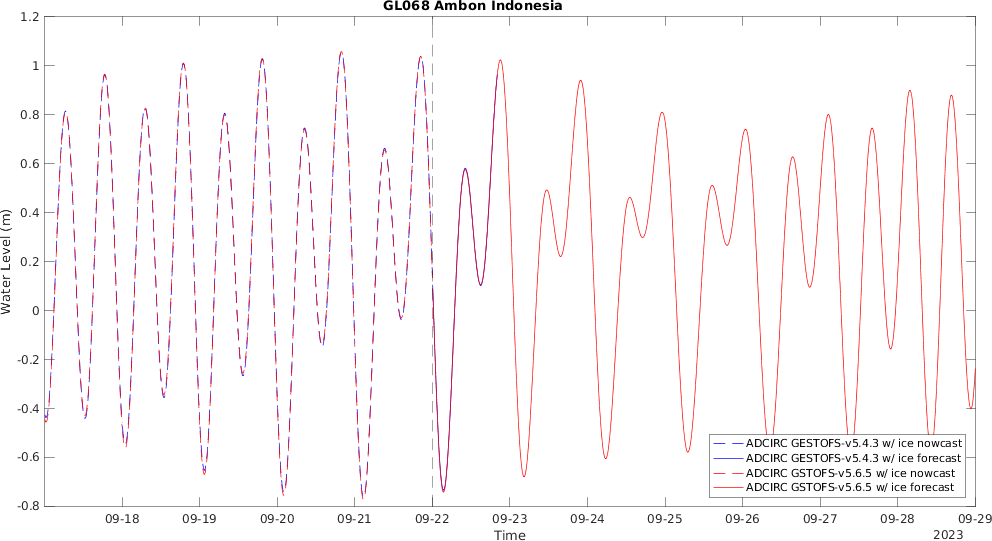 GL068 Ambon Indonesia
1.2
1
0.8
0.6
0.4
0.2
0
-0.2
-0.4
-0.6
-0.8
Water Level (m)
ADCIRC GESTOFS-v5.4.3 w/ ice nowcast
ADCIRC GESTOFS-v5.4.3 w/ ice forecast
ADCIRC GSTOFS-v5.6.5 w/ ice nowcast
ADCIRC GSTOFS-v5.6.5 w/ ice forecast
09-18 09-19 09-20 09-21 09-22 09-23 09-24 09-25 09-26 09-27 09-28 09-29
Time
2023